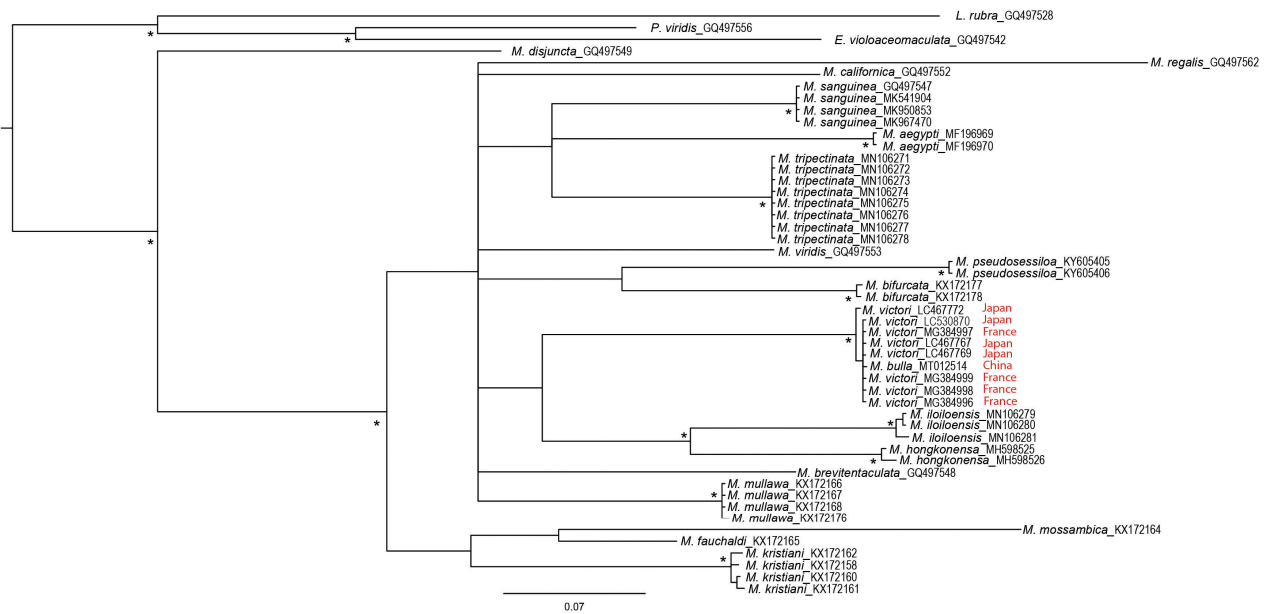 L. rubra_GQ497528
P. viridis_GQ497556
*
E. violoaceomaculata_GQ497542
*
M. disjuncta_GQ497549
M. regalis_GQ497562
M. californica_GQ497552
M. sanguinea_GQ497547
M. sanguinea_MK541904
M. sanguinea_MK950853
*
M. sanguinea_MK967470
M. aegypti_MF196969
M. aegypti_MF196970
*
M. tripectinata_MN106271
M. tripectinata_MN106272
M. tripectinata_MN106273
M. tripectinata_MN106274
M. tripectinata_MN106275
*
M. tripectinata_MN106276
M. tripectinata_MN106277
M. tripectinata_MN106278
*
M. viridis_GQ497553
M. pseudosessiloa_KY605405
M. pseudosessiloa_KY605406
*
M. bifurcata_KX172177
M. bifurcata_KX172178
*
M. victori_LC467772 Japan
M. victori_LC530870 Japan
M. victori_MG384997 France
*
M. victori_LC467767 Japan
M. victori_LC467769 Japan
M. bulla_MT012514 China
M. victori_MG384999 France
M. victori_MG384998 France
M. victori_MG384996 France
M. iloiloensis_MN106279
*
M. iloiloensis_MN106280
*
M. iloiloensis_MN106281
*
M. hongkonensa_MH598525
M. hongkonensa_MH598526
*
M. brevitentaculata_GQ497548
M. mullawa_KX172166
*
M. mullawa_KX172167
M. mullawa_KX172168
M. mullawa_KX172176
M. mossambica_KX172164
M. fauchaldi_KX172165
M. kristiani_KX172162
*
M. kristiani_KX172158
M. kristiani_KX172160
M. kristiani_KX172161
0.07